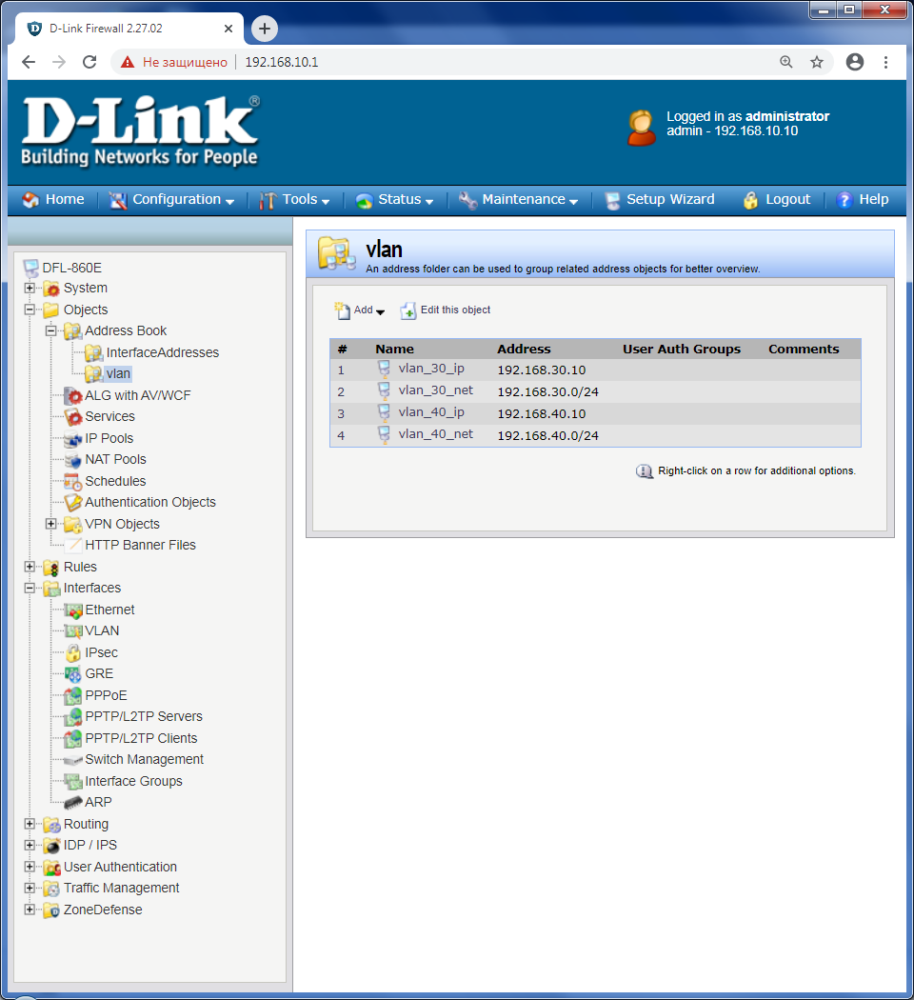 D-Link Firewall 2.27.02
Не защищено 192.168.10.1
D-Link®
Building Networks for People
Logged in as administrator
admin - 192.168.10.10
Home Configuration Tools Status Maintenance Setup Wizard Logout Help
DFL-860E
System
Objects
Address Book
InterfaceAddresses
vlan
ALG with AV/WCF
Services
IP Pools
NAT Pools
Schedules
Authentication Objects
VPN Objects
HTTP Banner Files
Rules
Interfaces
Ethernet
VLAN
IPsec
GRE
PPPoE
PPTP/L2TP Servers
PPTP/L2TP Clients
Switch Management
Interface Groups
ARP
Routing
IDP / IPS
User Authentication
Traffic Management
ZoneDefense
vlan
An address folder can be used to group related address objects for better overview.
Add Edit this object
# Name Address User Auth Groups Comments
1 vlan_30_ip 192.168.30.10
2 vlan_30_net 192.168.30.0/24
3 vlan_40_ip 192.168.40.10
4 vlan_40_net 192.168.40.0/24
Right-click on a row for additional options.